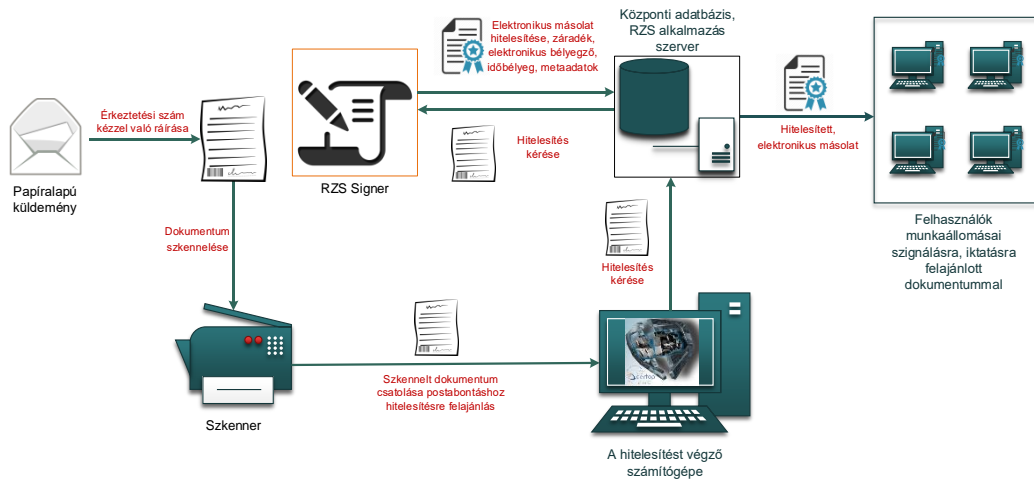 Elektronikus másolat
hitelesítése, záradék,
elektronikus bélyegző,
időbélyeg, metaadatok
Központi adatbázis,
RZS alkalmazás
szerver
Érkeztetési szám
kézzel való ráírása
Papíralapú
küldemény
RZS Signer
Hitelesítés
kérése
Hitelesített,
elektronikus másolat
Felhasználók
munkaállomásai
szignálásra, iktatásra
felajánlott
dokumentummal
Dokumentum
szkennelése
Hitelesítés
kérése
Szkennelt dokumentum
csatolása postabontáshoz
hitelesítésre felajánlás
Szkenner
A hitelesítést végző
számítógépe